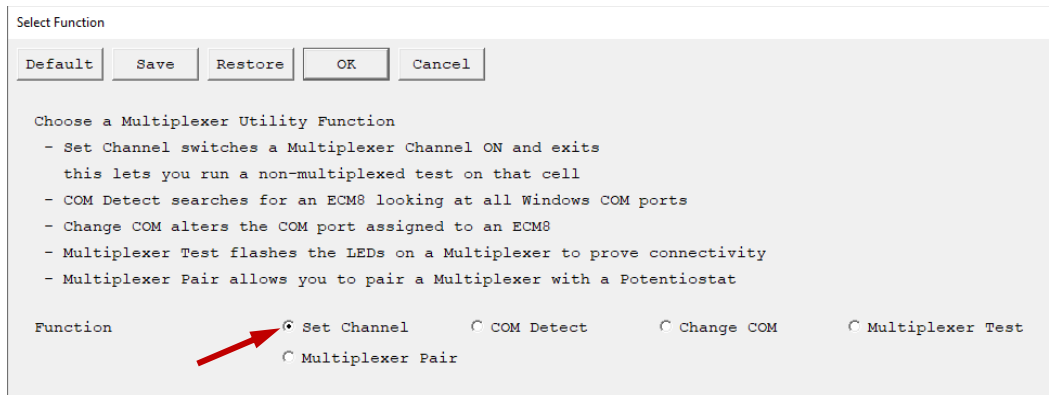 Select Function
Default Save Restore OK Cancel
Choose a Multiplexer Utility Function
- Set Channel switches a Multiplexer Channel ON and exits
this lets you run a non-multiplexed test on that cell
- COM Detect searches for an ECM8 looking at all Windows COM ports
- Change COM alters the COM port assigned to an ECM8
- Multiplexer Test flashes the LEDs on a Multiplexer to prove connectivity
- Multiplexer Pair allows you to pair a Multiplexer with a Potentiostat
Function Set Channel COM Detect Change COM Multiplexer Test
Multiplexer Pair